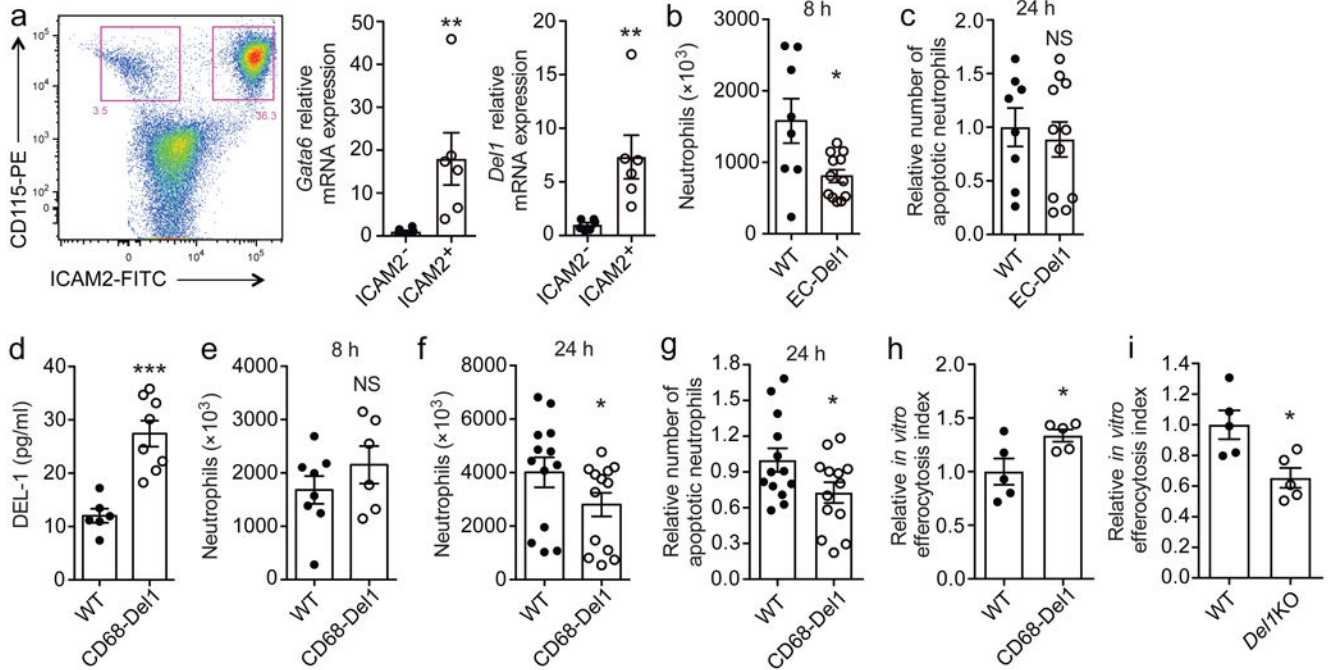 a
CD115-PE
10⁵
10⁴
10³
10²
0
3.5
36.3
0
10⁴
10⁵
ICAM2-FITC
Gata6 relative
mRNA expression
50
40
30
20
10
0
**
ICAM2-
ICAM2+
Del1 relative
mRNA expression
20
15
10
5
0
**
ICAM2-
ICAM2+
b
8 h
Neutrophils (×10³)
3000
2000
1000
0
*
WT
EC-Del1
c
24 h
Relative number of
apoptotic neutrophils
2.0
1.5
1.0
0.5
0.0
NS
WT
EC-Del1
d
DEL-1 (pg/ml)
40
30
20
10
0
***
WT
CD68-Del1
e
8 h
Neutrophils (×10³)
4000
3000
2000
1000
0
NS
WT
CD68-Del1
f
24 h
Neutrophils (×10³)
8000
6000
4000
2000
0
*
WT
CD68-Del1
g
24 h
Relative number of
apoptotic neutrophils
1.8
1.5
1.2
0.9
0.6
0.3
0.0
*
WT
CD68-Del1
h
Relative in vitro
efferocytosis index
2.0
1.5
1.0
0.5
0.0
*
WT
CD68-Del1
i
Relative in vitro
efferocytosis index
1.4
1.2
1.0
0.8
0.6
0.4
0.2
0.0
*
WT
Del1KO